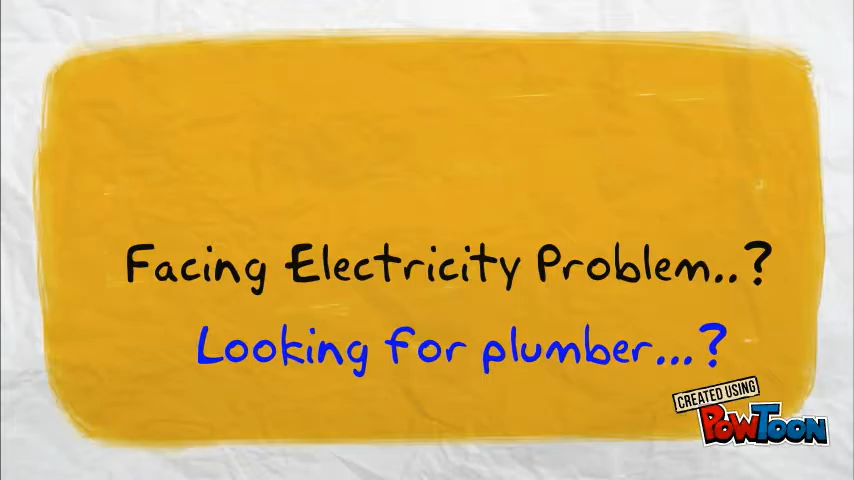 Facing Electricity Problem..?
Looking for plumber...?
CREATED USING
POWTOON